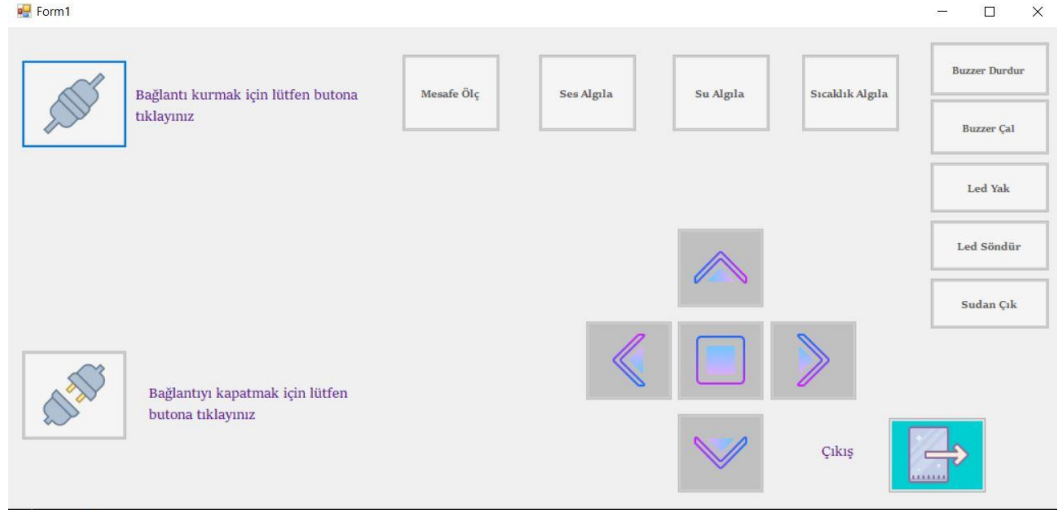 Form1
Bağlantı kurmak için lütfen butona
tıklayınız
Mesafe Ölç
Ses Algıla
Su Algıla
Sıcaklık Algıla
Buzzer Durdur
Buzzer Çal
Led Yak
Led Söndür
Sudan Çık
Bağlantıyı kapatmak için lütfen
butona tıklayınız
Çıkış